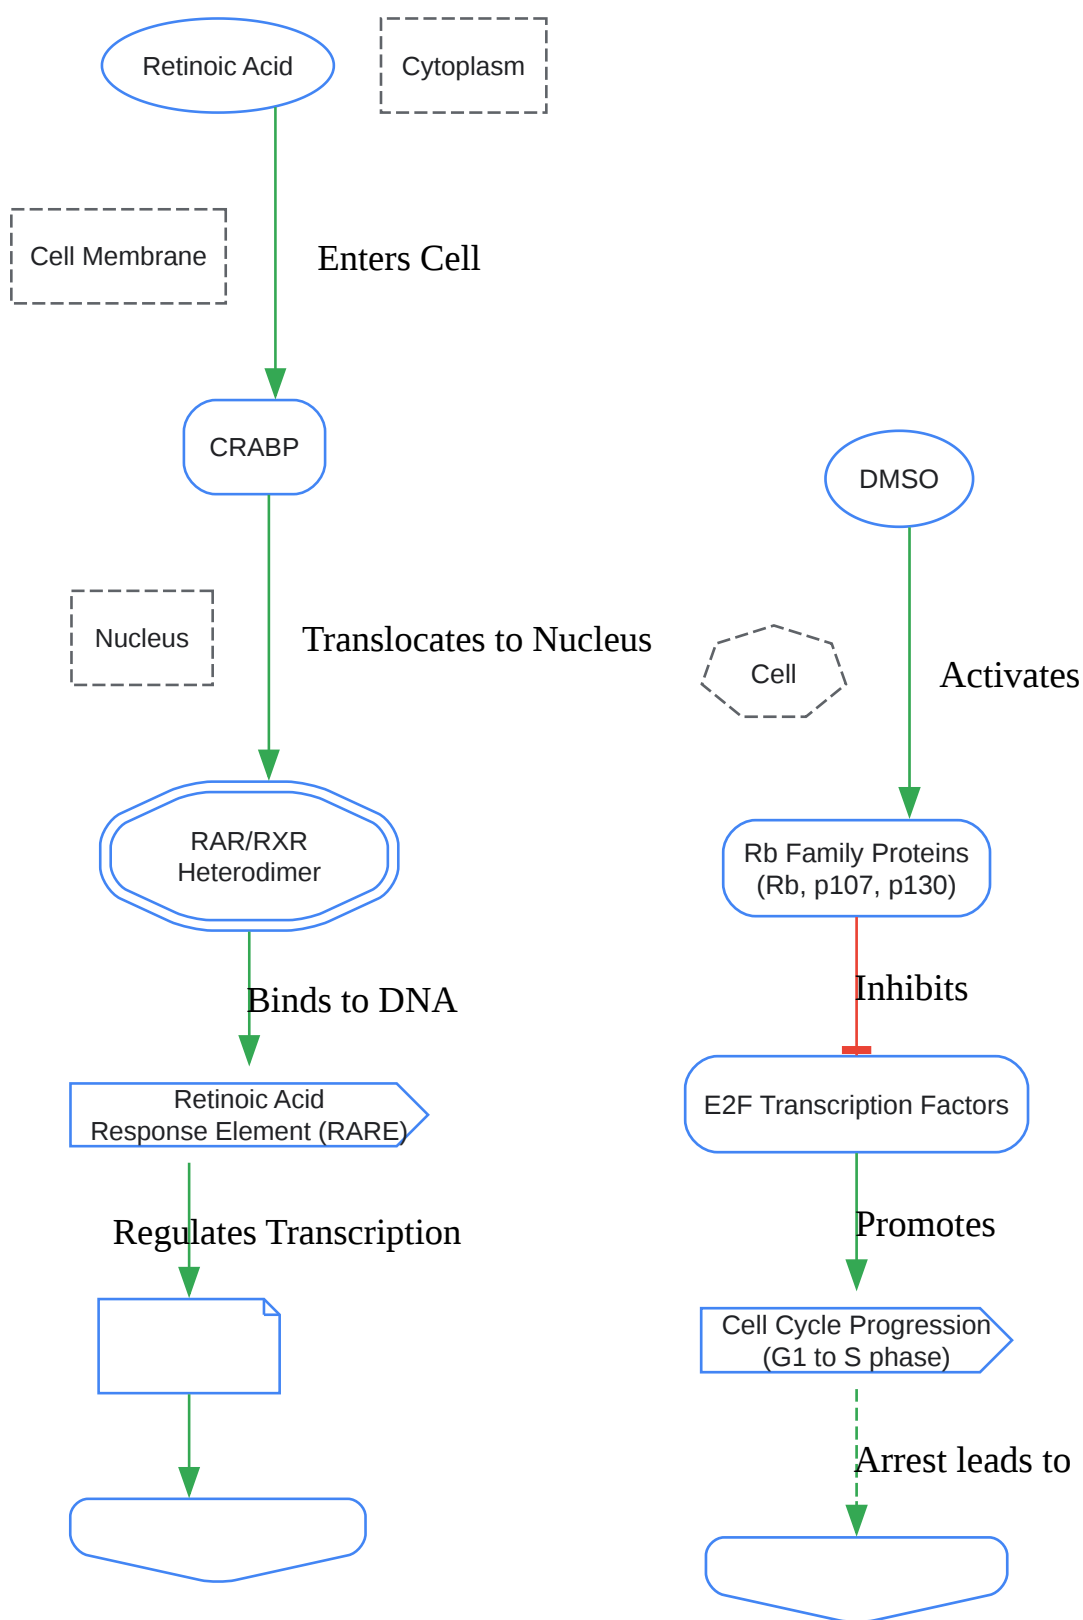 Retinoic Acid
Cytoplasm
Cell Membrane
Enters Cell
CRABP
Nucleus
Translocates to Nucleus
RAR/RXR
Heterodimer
Binds to DNA
Retinoic Acid
Response Element (RARE)
Regulates Transcription
DMSO
Cell
Activates
Rb Family Proteins
(Rb, p107, p130)
Inhibits
E2F Transcription Factors
Promotes
Cell Cycle Progression
(G1 to S phase)
Arrest leads to